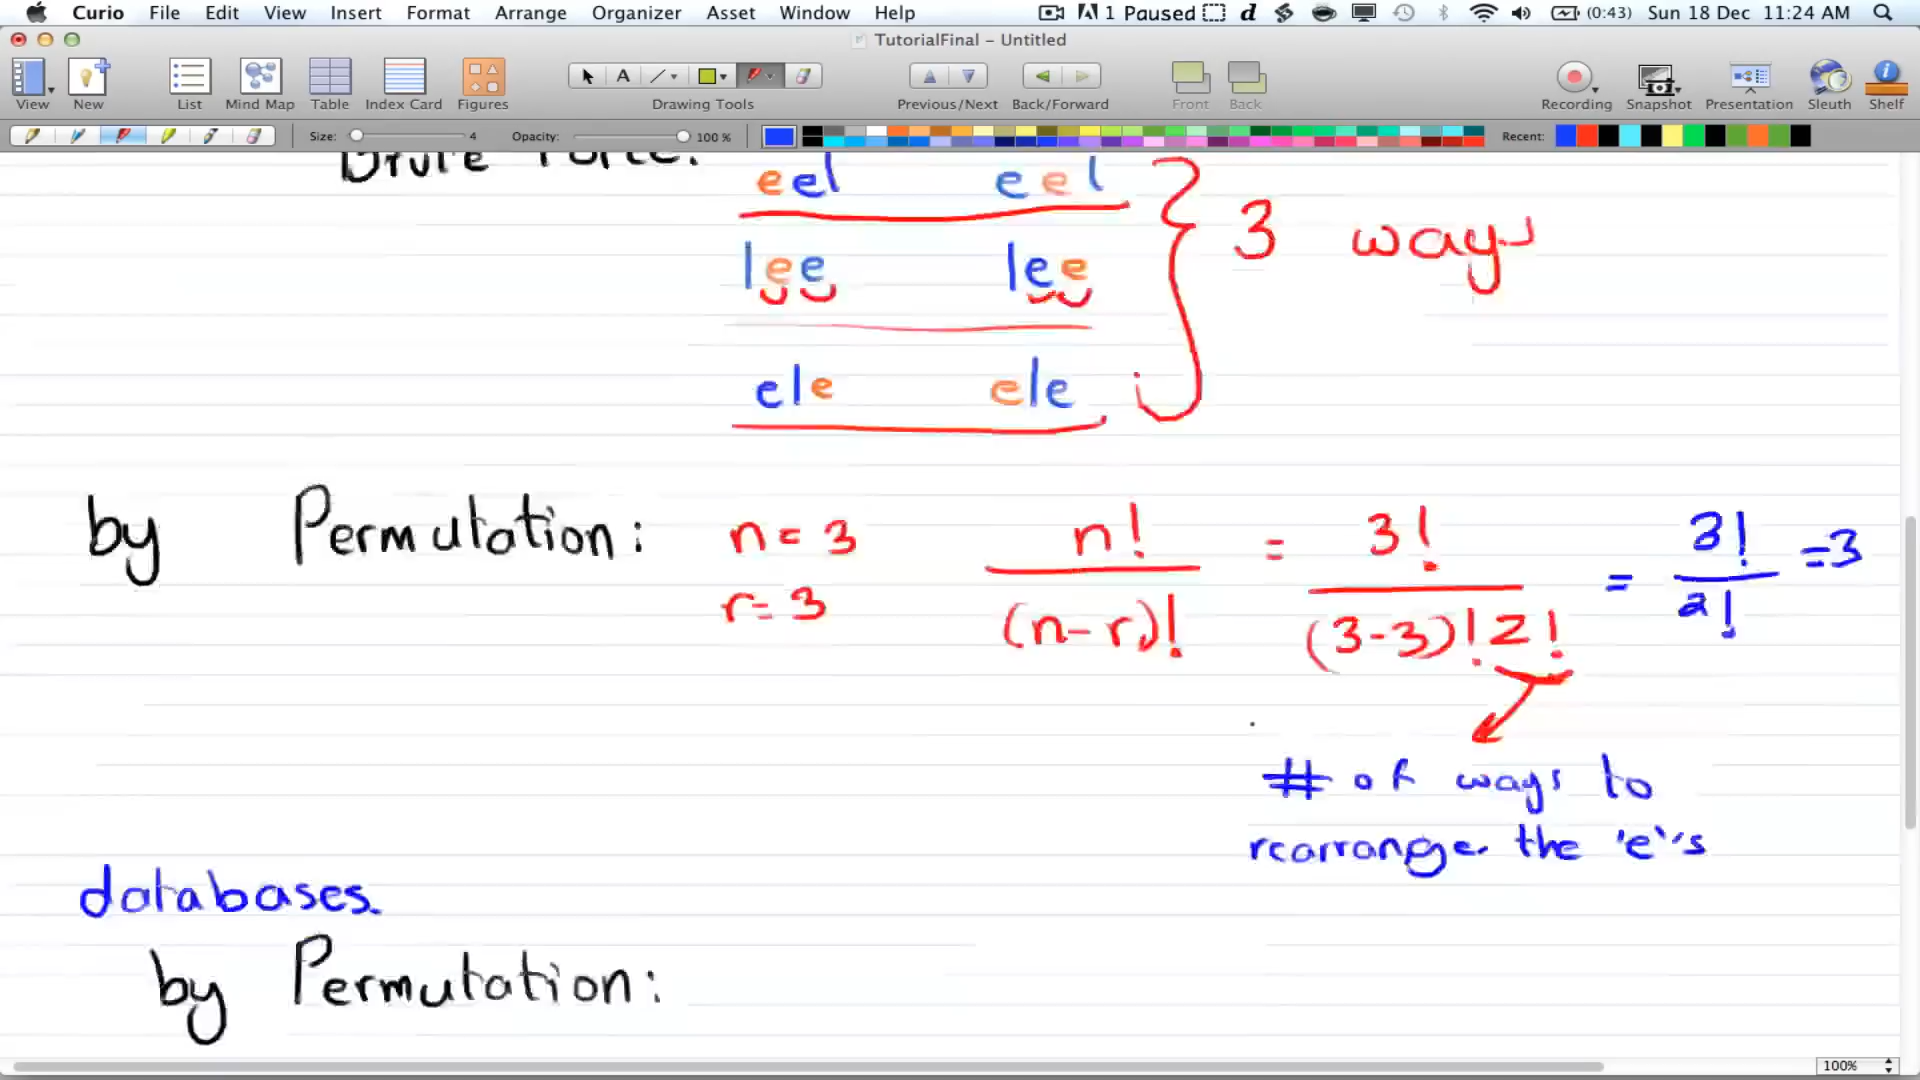 Curio File Edit View Insert Format Arrange Organizer Asset Window Help 1 Paused (0:43) Sun 18 Dec 11:24 AM
TutorialFinal – Untitled
View New List Mind Map Table Index Card Figures Drawing Tools Previous/Next Back/Forward Front Back Recording Snapshot Presentation Sleuth Shelf
Size: 4 Opacity: 100 % Recent:
Brute Force:
eel eel
3 ways
lee lee
ele ele
by Permutation: n = 3 n! = 3! = 3! = 3
r = 3 (n-r)! (3-3)! 2! 2!
# of ways to
rearrange the 'e''s
databases.
by Permutation:
100%